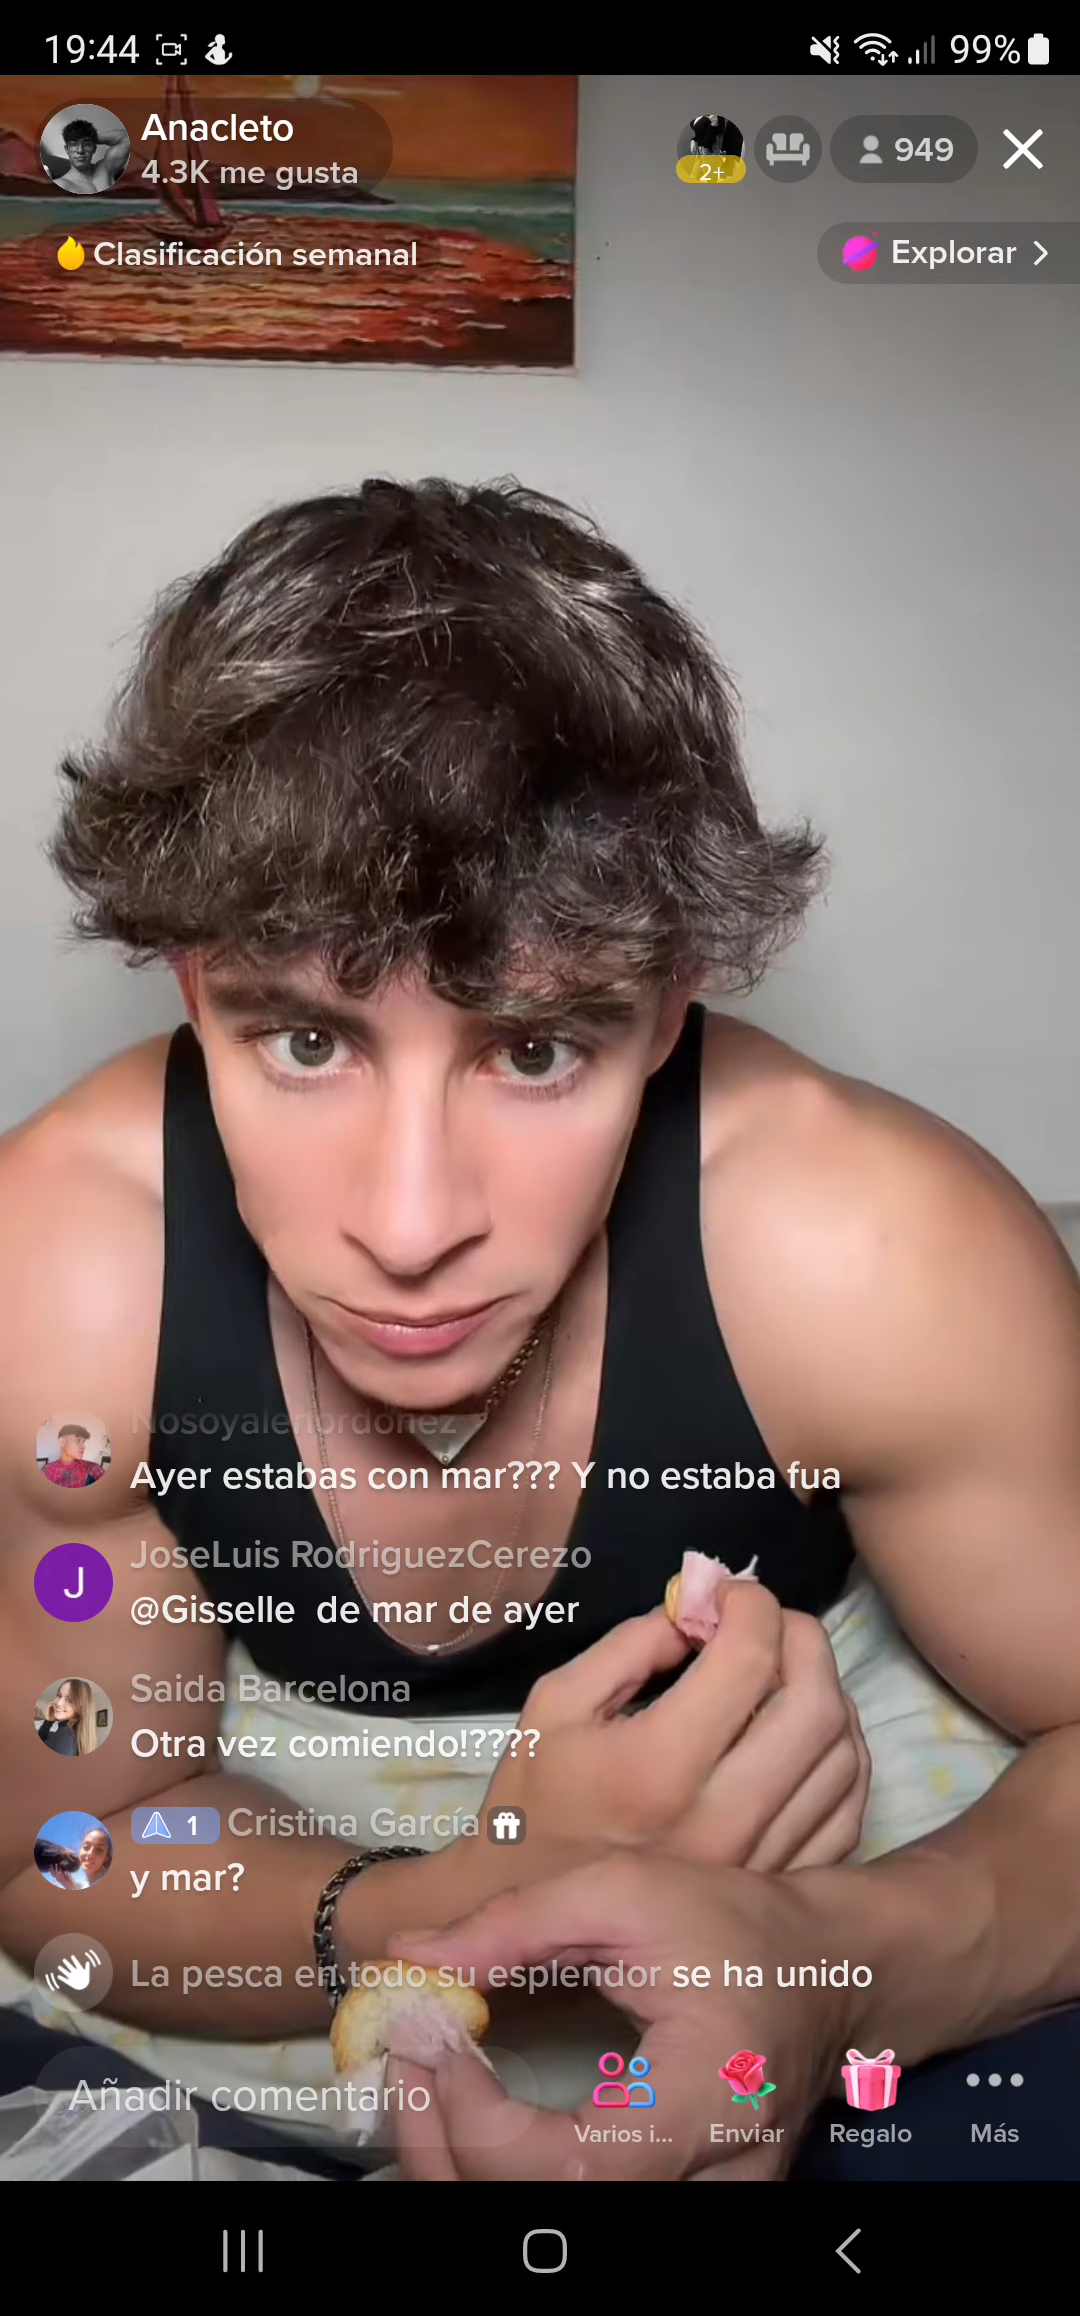 19:44
99%
Anacleto
4.3K me gusta
2+
949
Clasificación semanal
Explorar
Nosoyalerfordoñez
Ayer estabas con mar??? Y no estaba fua
J
JoseLuis RodriguezCerezo
@Gisselle de mar de ayer
Saida Barcelona
Otra vez comiendo!????
1 Cristina García
y mar?
La pesca en todo su esplendor se ha unido
Añadir comentario
Varios i...
Enviar
Regalo
Más